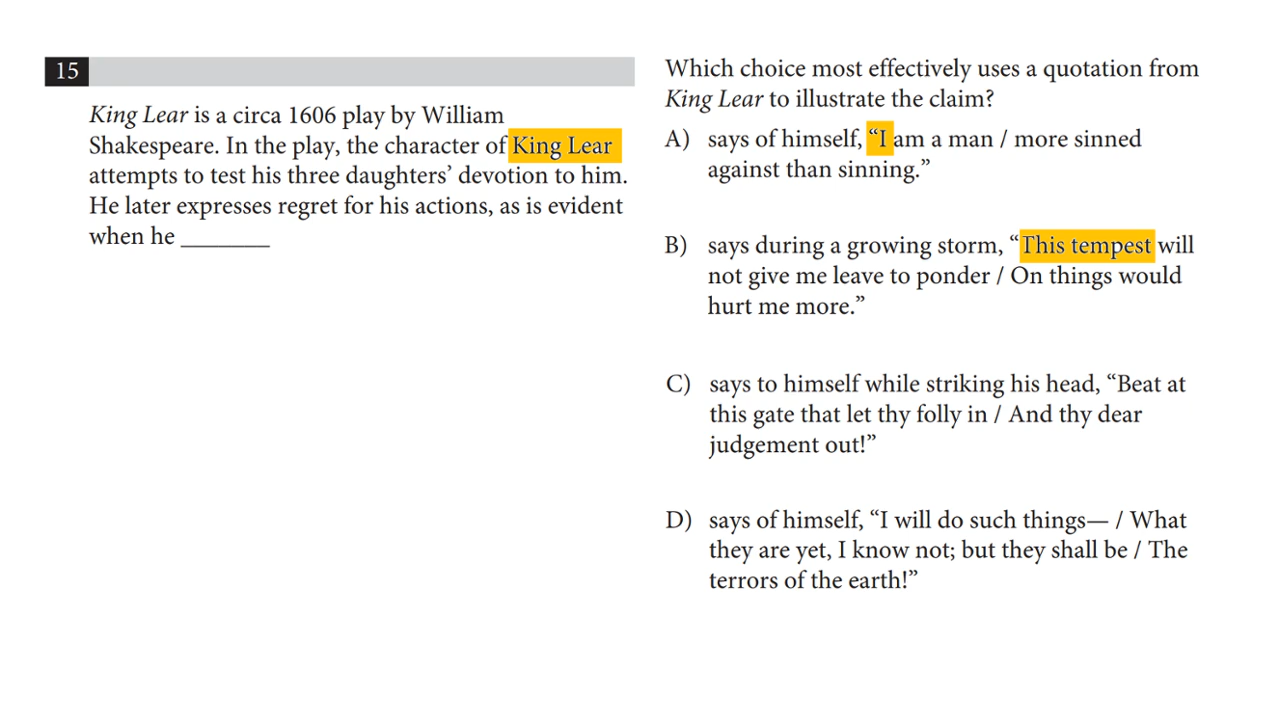 15
King Lear is a circa 1606 play by William
Shakespeare. In the play, the character of King Lear
attempts to test his three daughters’ devotion to him.
He later expresses regret for his actions, as is evident
when he _______
Which choice most effectively uses a quotation from
King Lear to illustrate the claim?
A) says of himself, “I am a man / more sinned
against than sinning.”
B) says during a growing storm, “This tempest will
not give me leave to ponder / On things would
hurt me more.”
C) says to himself while striking his head, “Beat at
this gate that let thy folly in / And thy dear
judgement out!”
D) says of himself, “I will do such things— / What
they are yet, I know not; but they shall be / The
terrors of the earth!”